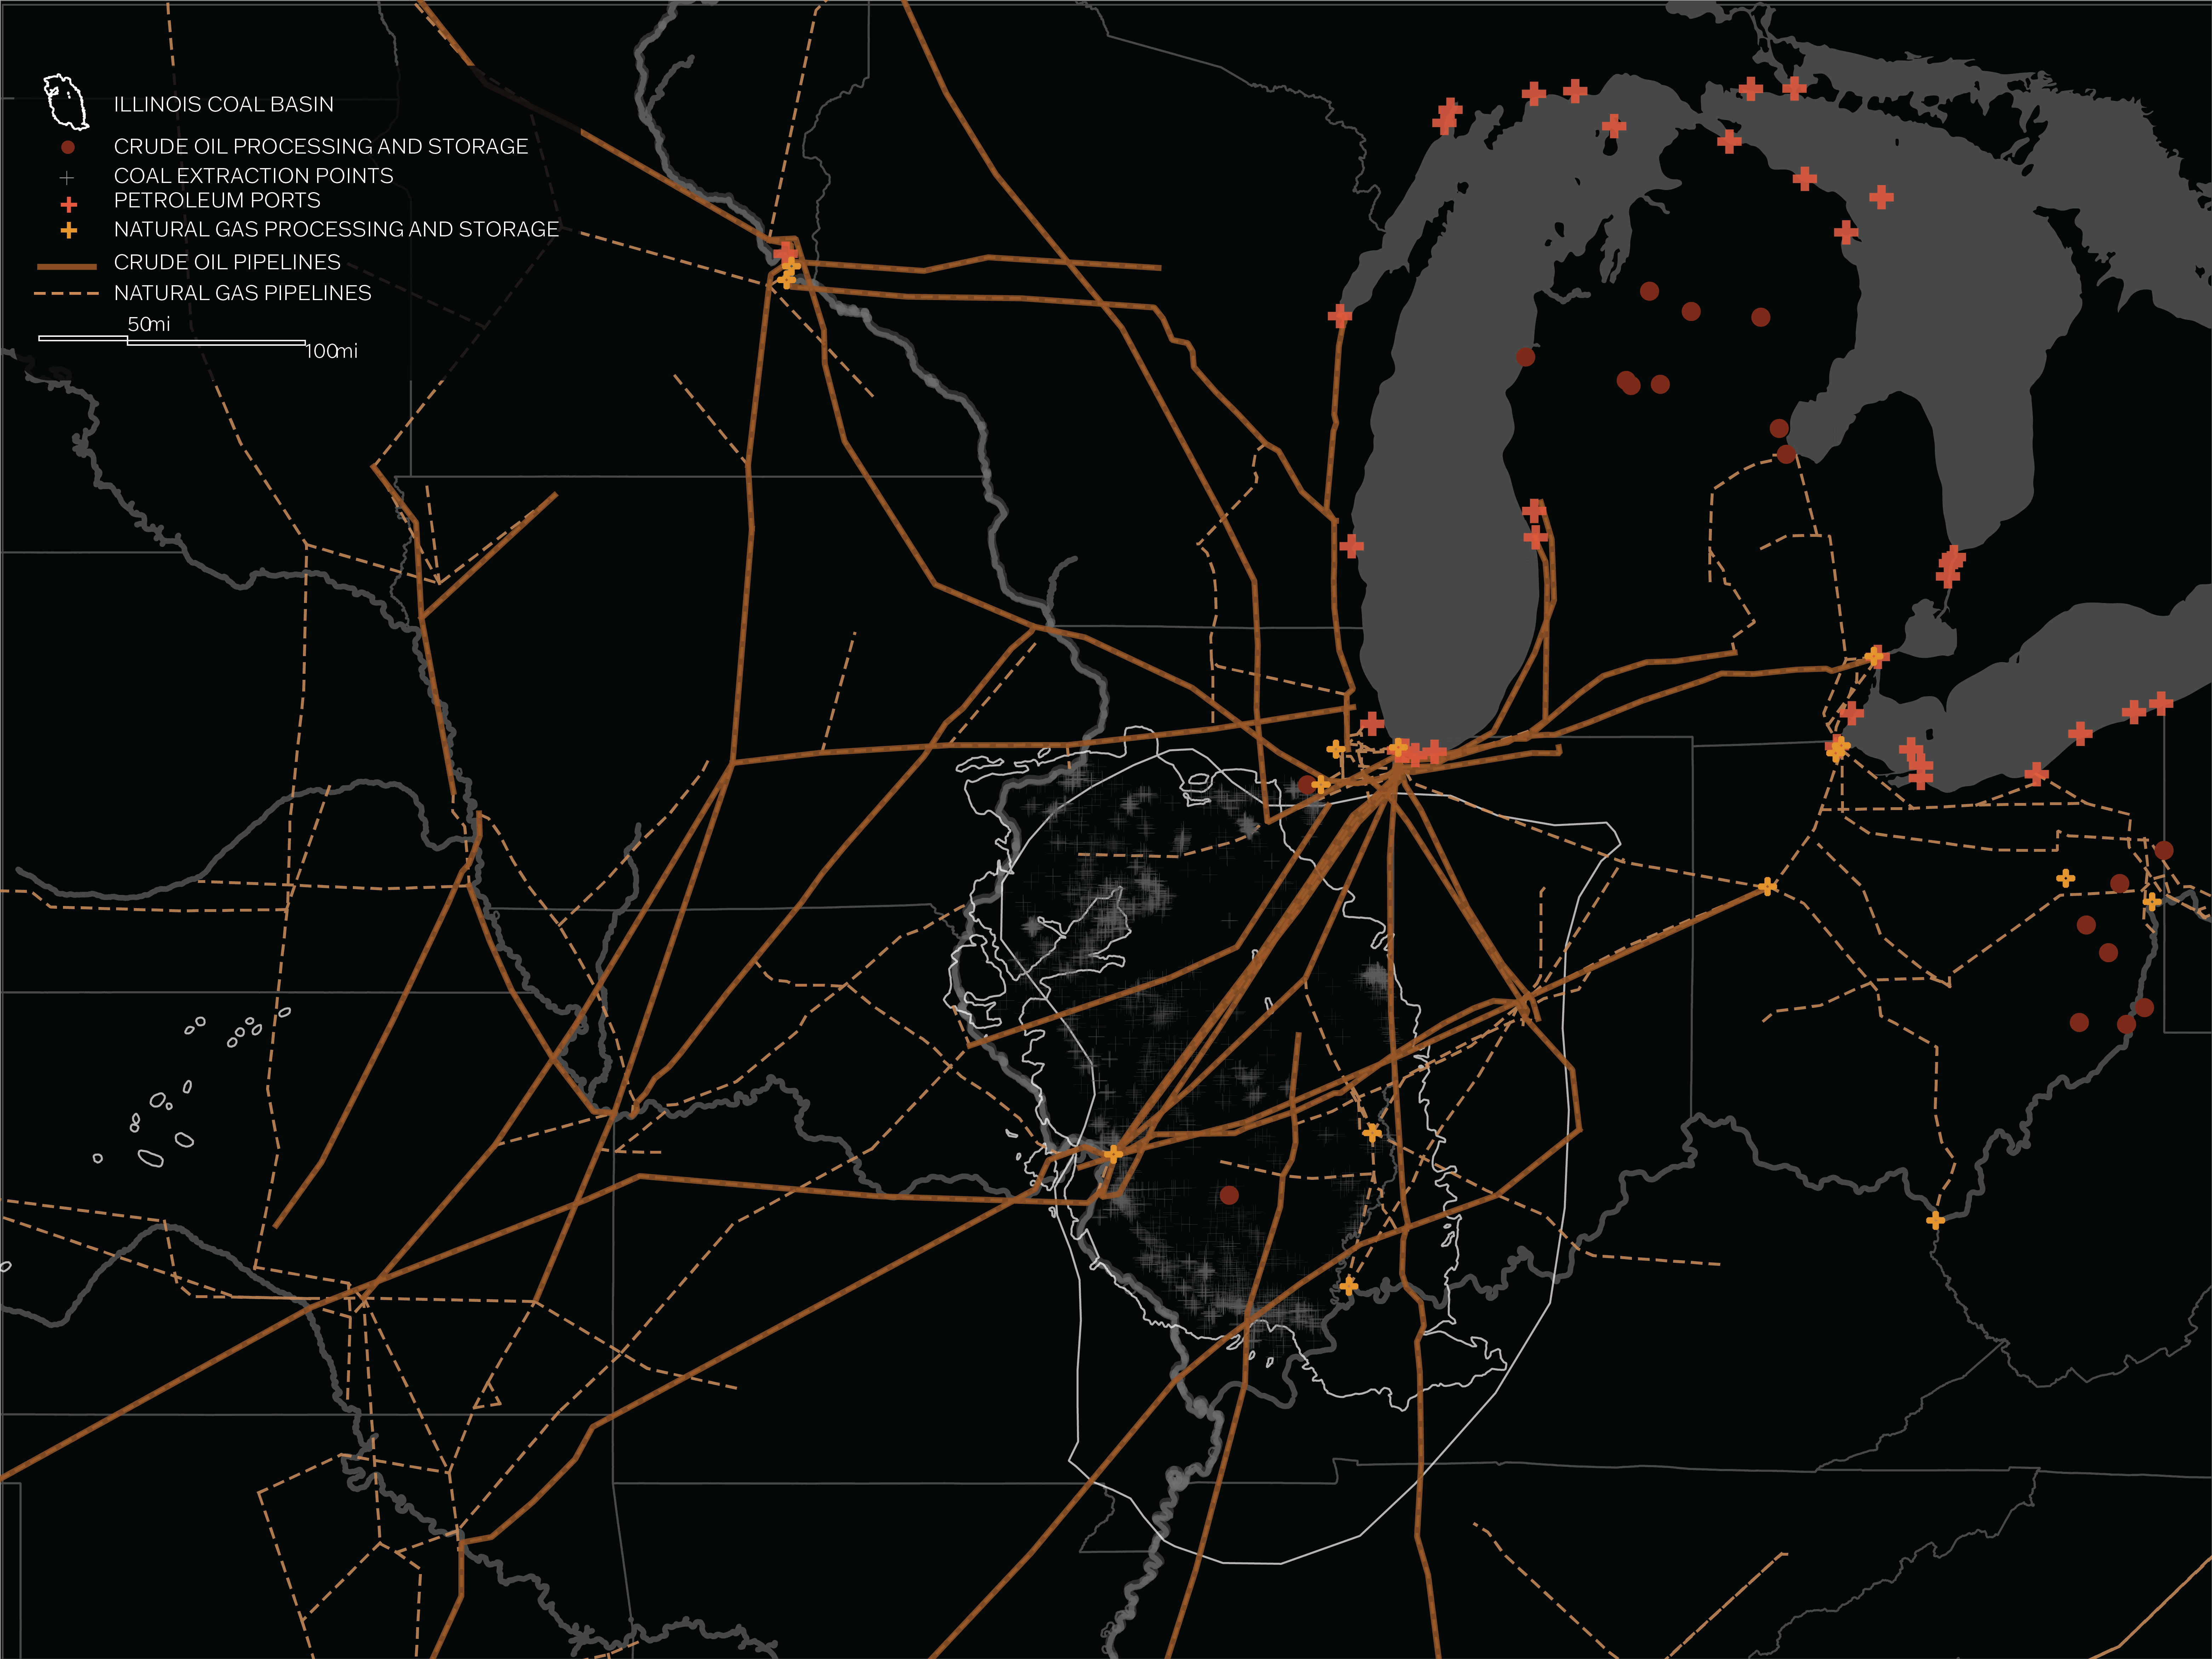 ILLINOIS COAL BASIN
CRUDE OIL PROCESSING AND STORAGE
COAL EXTRACTION POINTS
PETROLEUM PORTS
NATURAL GAS PROCESSING AND STORAGE
CRUDE OIL PIPELINES
NATURAL GAS PIPELINES
50mi
100mi